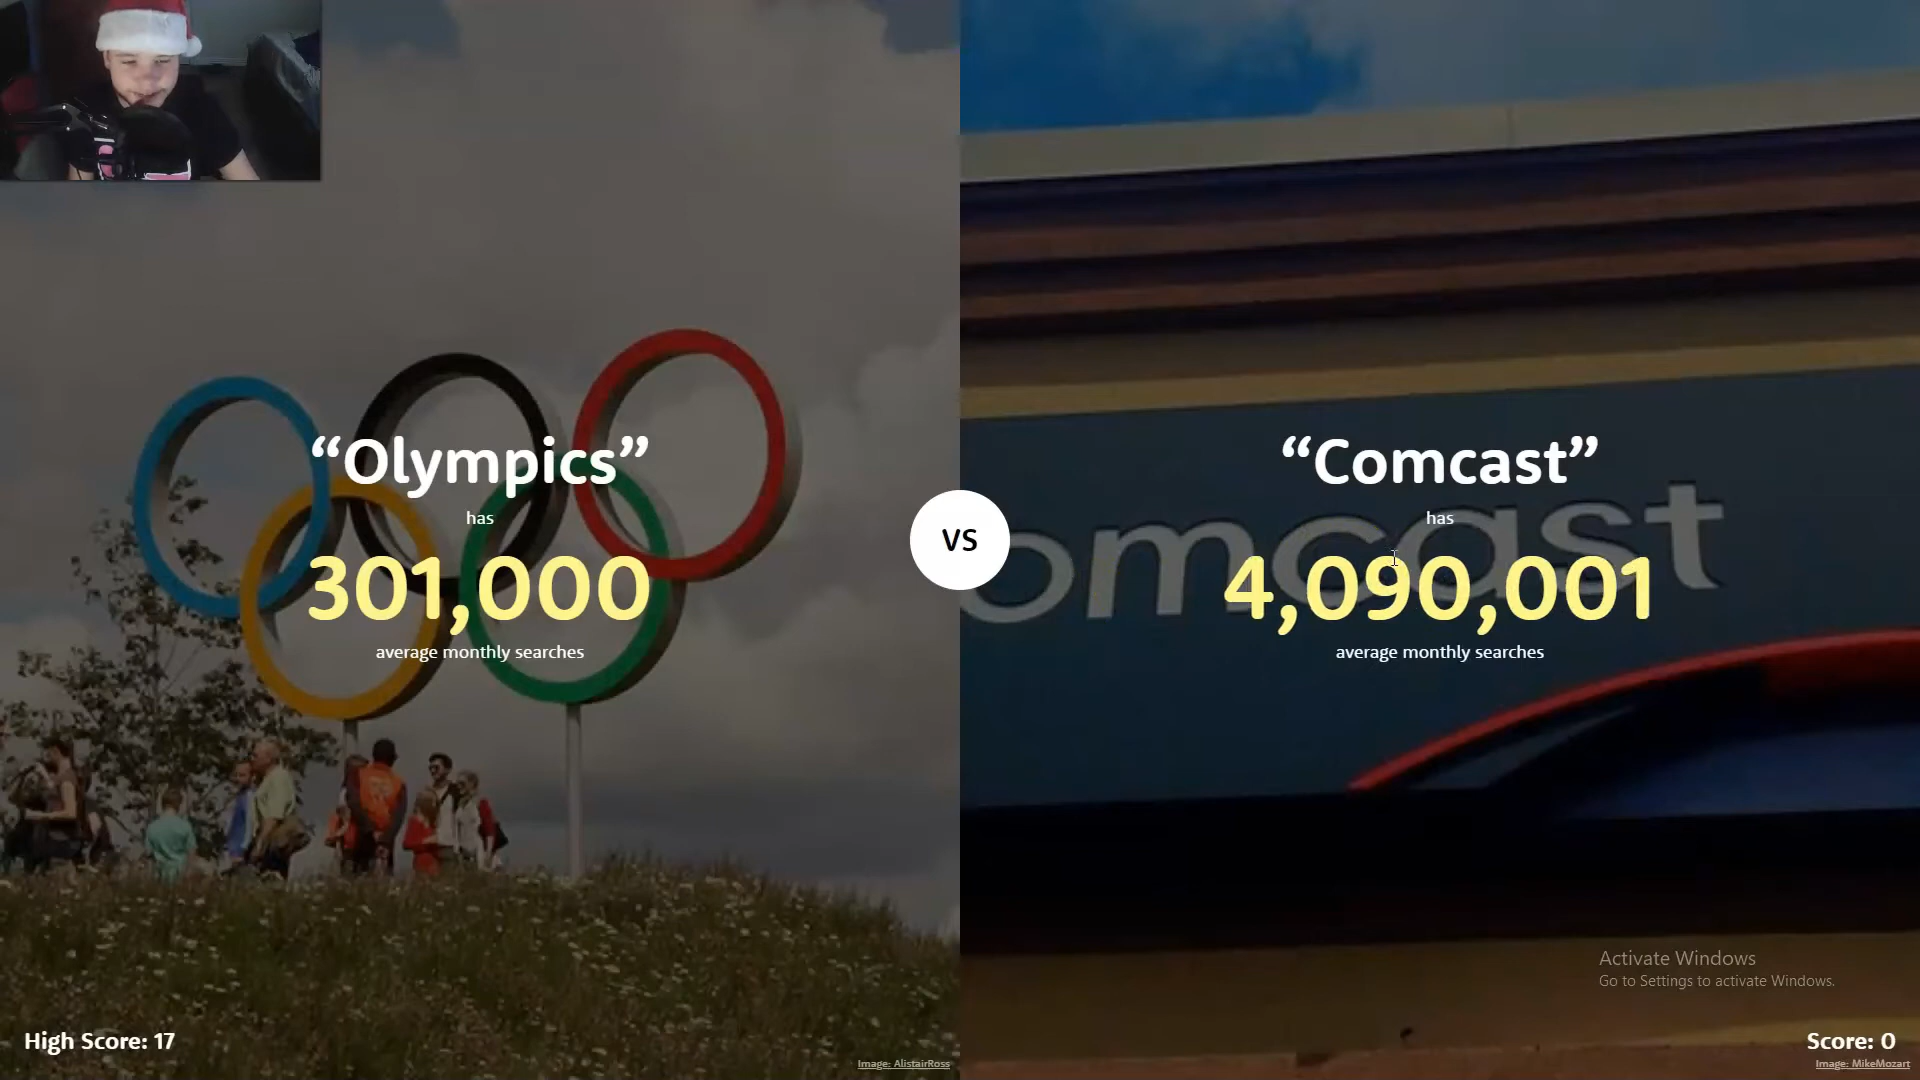 “Olympics”
has
301,000
average monthly searches
VS
“Comcast”
has
4,090,001
average monthly searches
omcast
Activate Windows
Go to Settings to activate Windows.
High Score: 17
Image: AlistairRoss
Score: 0
Image: MikeMozart